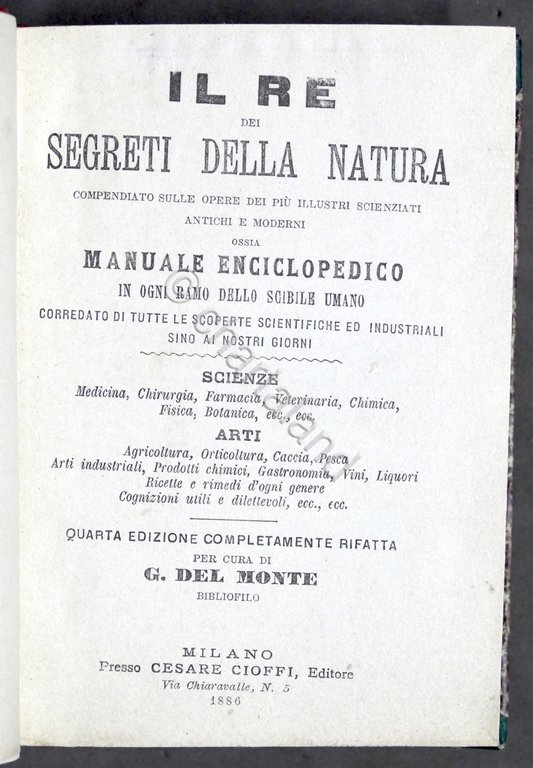 IL RE
DEI
SEGRETI DELLA NATURA
COMPENDIATO SULLE OPERE DEI PIÙ ILLUSTRI SCIENZIATI
ANTICHI E MODERNI
OSSIA
MANUALE ENCICLOPEDICO
IN OGNI RAMO DELLO SCIBILE UMANO
CORREDATO DI TUTTE LE SCOPERTE SCIENTIFICHE ED INDUSTRIALI
SINO AI NOSTRI GIORNI
SCIENZE
Medicina, Chirurgia, Farmacia, Veterinaria, Chimica,
Fisica, Botanica, ecc., ecc.
ARTI
Agricoltura, Orticoltura, Caccia, Pesca
Arti industriali, Prodotti chimici, Gastronomia, Vini, Liquori
Ricette e rimedi d'ogni genere
Cognizioni utili e dilettevoli, ecc., ecc.
QUARTA EDIZIONE COMPLETAMENTE RIFATTA
PER CURA DI
G. DEL MONTE
BIBLIOFILO
MILANO
Presso CESARE CIOFFI, Editore
Via Chiaravalle, N. 5
1886
© chartaland